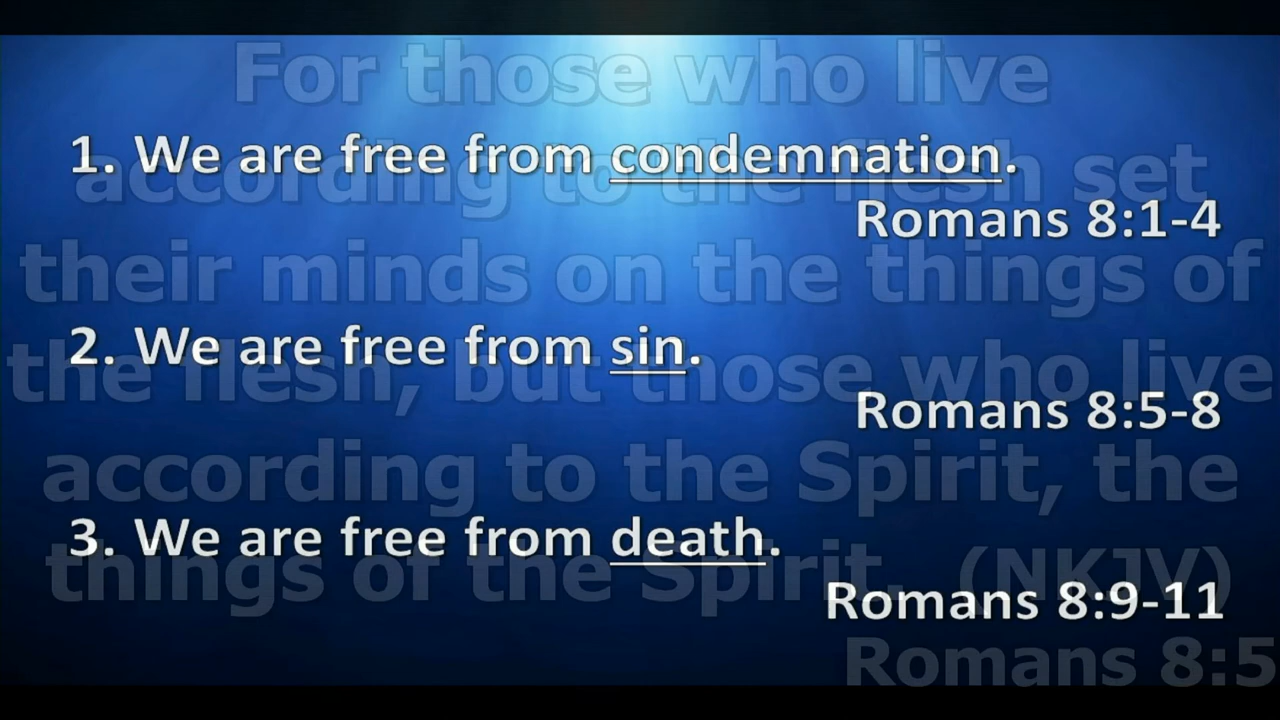 For those who live
1. We are free from condemnation.
according to the flesh set
Romans 8:1-4
their minds on the things of
2. We are free from sin.
the flesh, but those who live
Romans 8:5-8
according to the Spirit, the
3. We are free from death.
things of the Spirit. (NKJV)
Romans 8:9-11
Romans 8:5